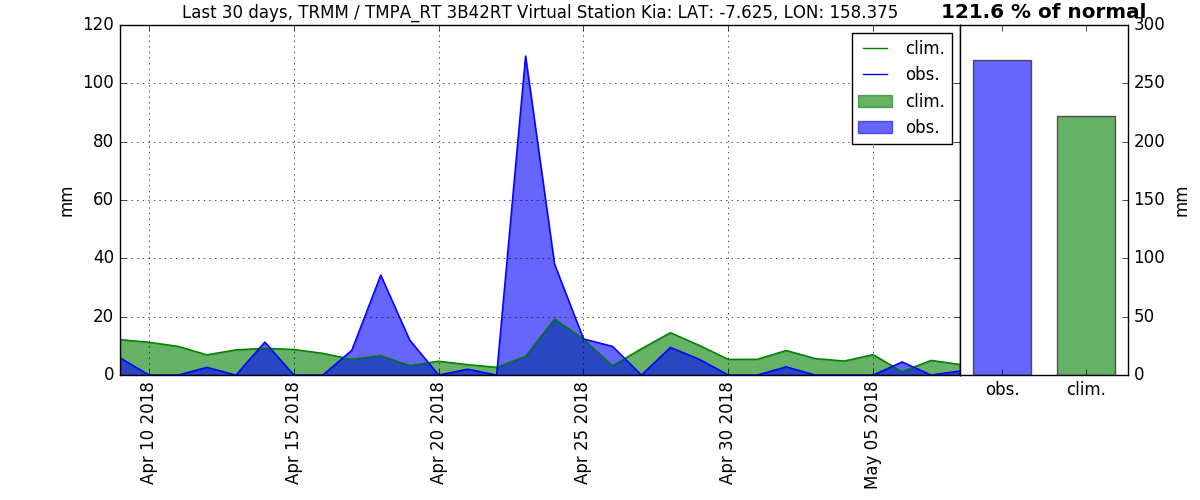 Last 30 days, TRMM / TMPA_RT 3B42RT Virtual Station Kia: LAT: -7.625, LON: 158.375
121.6 % of normal
120
100
80
60
40
20
0
mm
clim.
obs.
clim.
obs.
300
250
200
150
100
50
0
mm
Apr 10 2018
Apr 15 2018
Apr 20 2018
Apr 25 2018
Apr 30 2018
May 05 2018
obs.
clim.